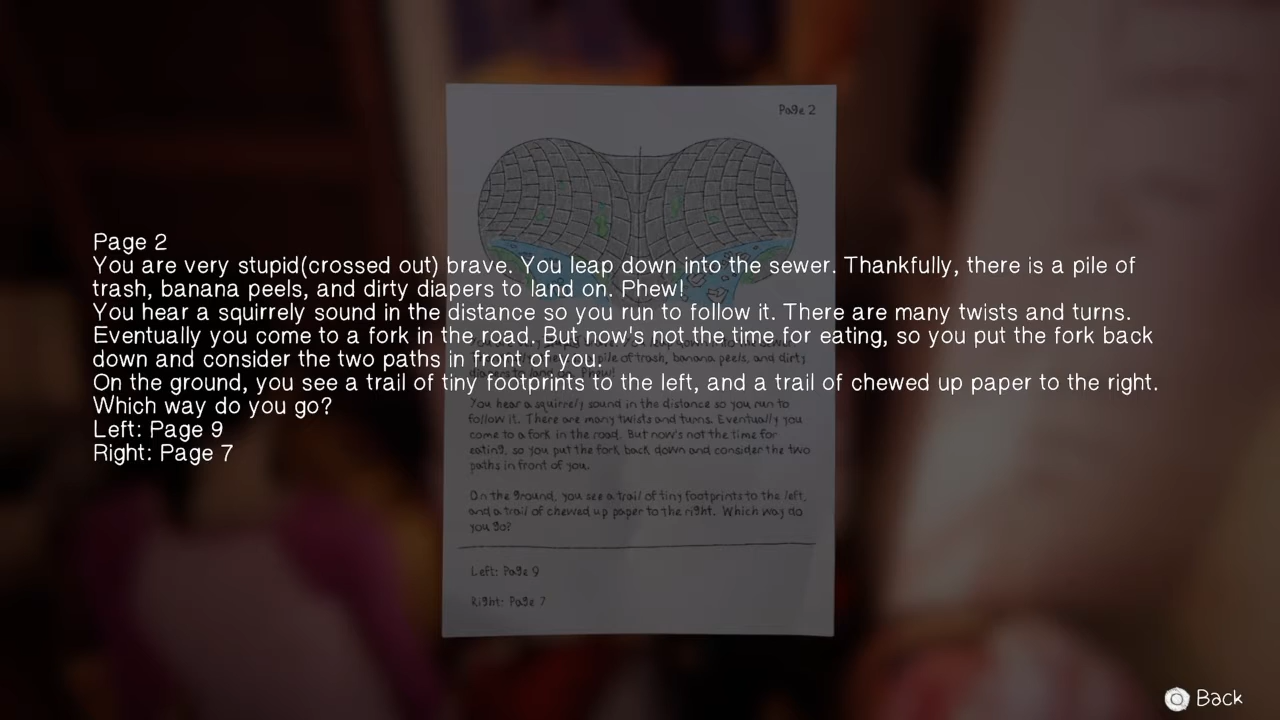 Page 2
Page 2
You are very stupid(crossed out) brave. You leap down into the sewer. Thankfully, there is a pile of
trash, banana peels, and dirty diapers to land on. Phew!
You hear a squirrely sound in the distance so you run to follow it. There are many twists and turns.
Eventually you come to a fork in the road. But now's not the time for eating, so you put the fork back
down and consider the two paths in front of you.
On the ground, you see a trail of tiny footprints to the left, and a trail of chewed up paper to the right.
Which way do you go?
Left: Page 9
Right: Page 7
pile of trash, banana peels, and dirty
You hear a squirrely sound in the distance so you run to
follow it. There are many twists and turns. Eventually you
come to a fork in the road. But now's not the time for
eating, so you put the fork back down and consider the two
paths in front of you.
On the ground, you see a trail of tiny footprints to the left,
and a trail of chewed up paper to the right. Which way do
you go?
Left: Page 9
Right: Page 7
Back